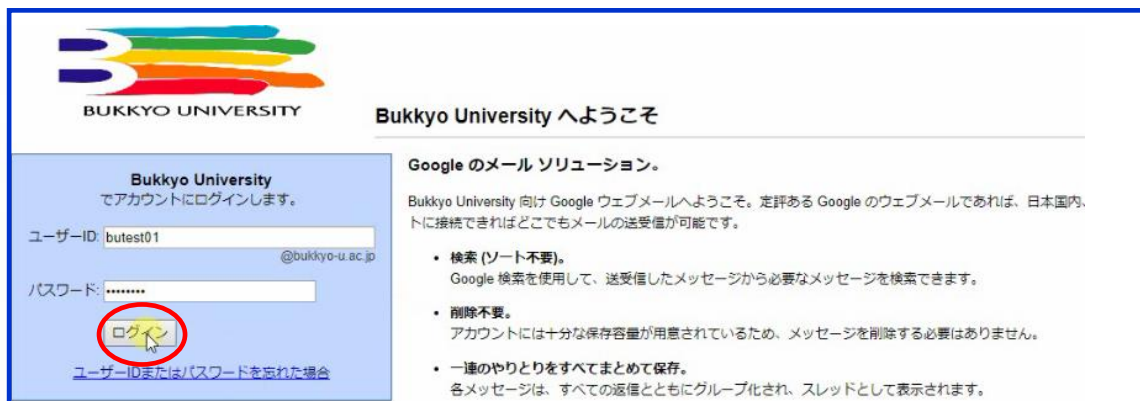 BUKKYO UNIVERSITY
Bukkyo University へようこそ
Bukkyo University
でアカウントにログインします。
ユーザーID: butest01
@bukkyo-u.ac.jp
パスワード: ••••••••
ログイン
ユーザーIDまたはパスワードを忘れた場合
Google のメール ソリューション。
Bukkyo University 向け Google ウェブメールへようこそ。定評ある Google のウェブメールであれば、日本国内、
トに接続できればどこでもメールの送受信が可能です。
• 検索 (ソート不要)。
Google 検索を使用して、送受信したメッセージから必要なメッセージを検索できます。
• 削除不要。
アカウントには十分な保存容量が用意されているため、メッセージを削除する必要はありません。
• 一連のやりとりをすべてまとめて保存。
各メッセージは、すべての返信とともにグループ化され、スレッドとして表示されます。